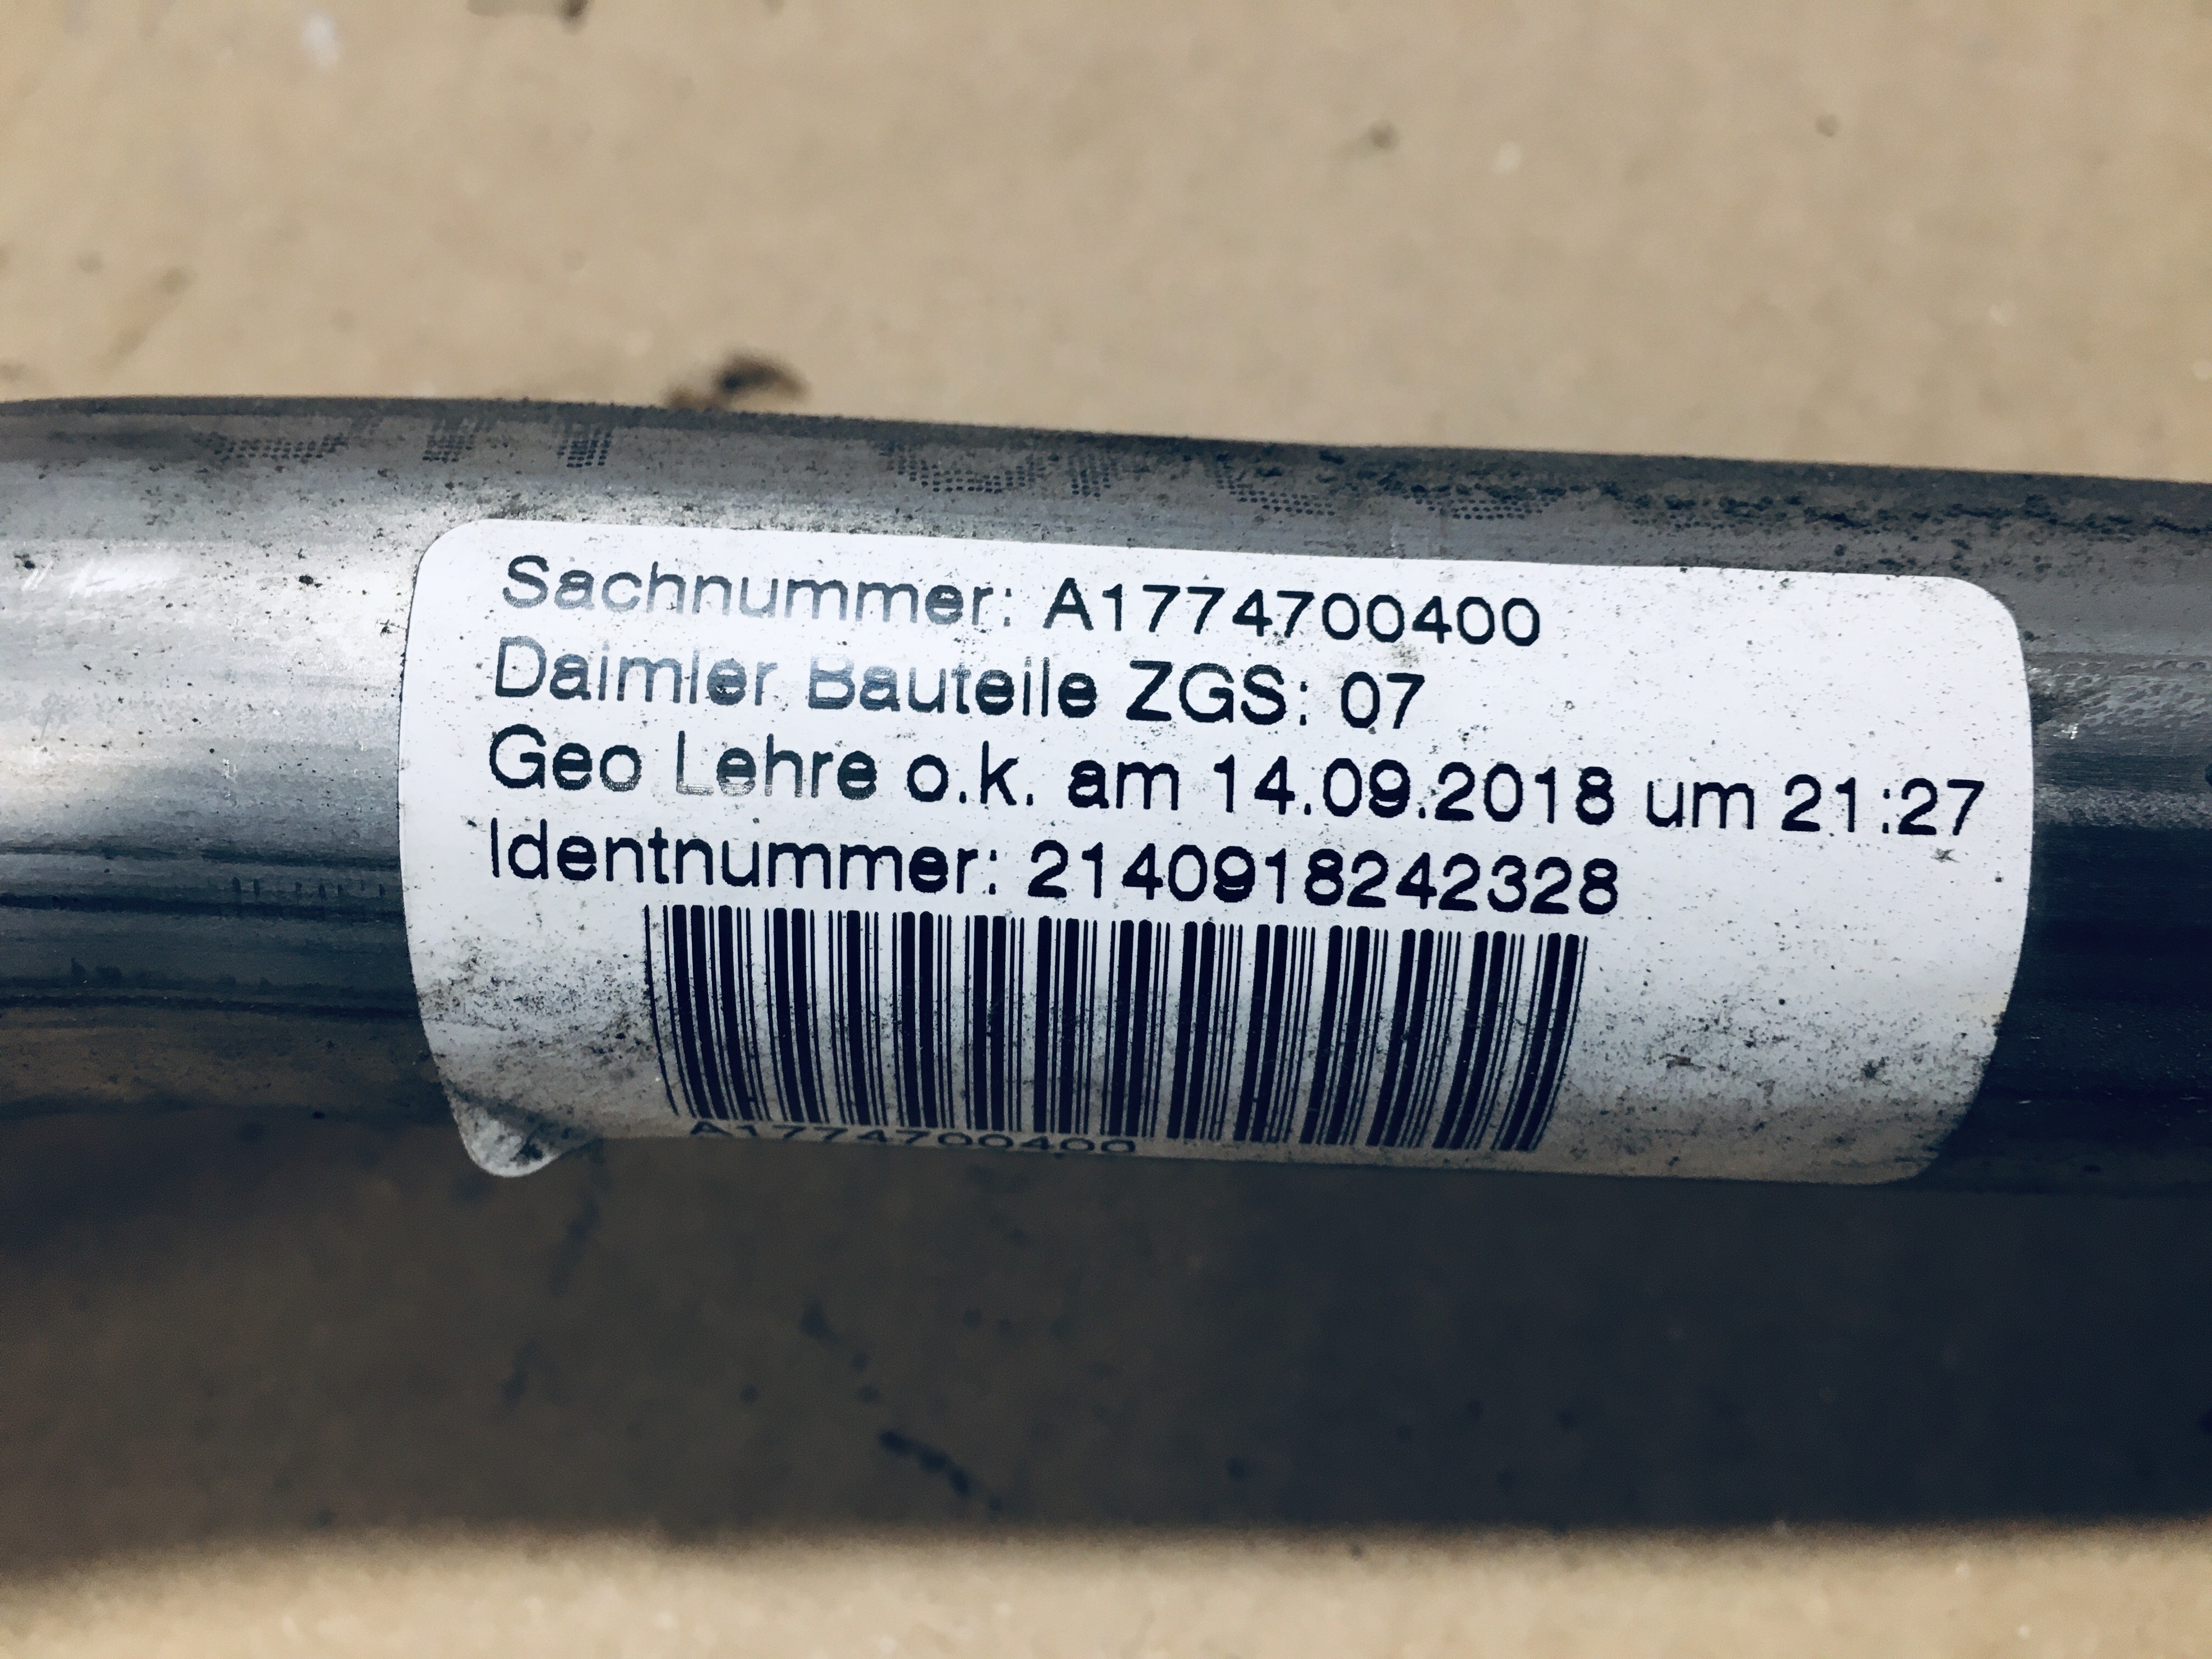 Sachnummer: A1774700400
Daimler Bauteile ZGS: 07
Geo Lehre o.k. am 14.09.2018 um 21:27
Identnummer: 2140918242328
A1774700400